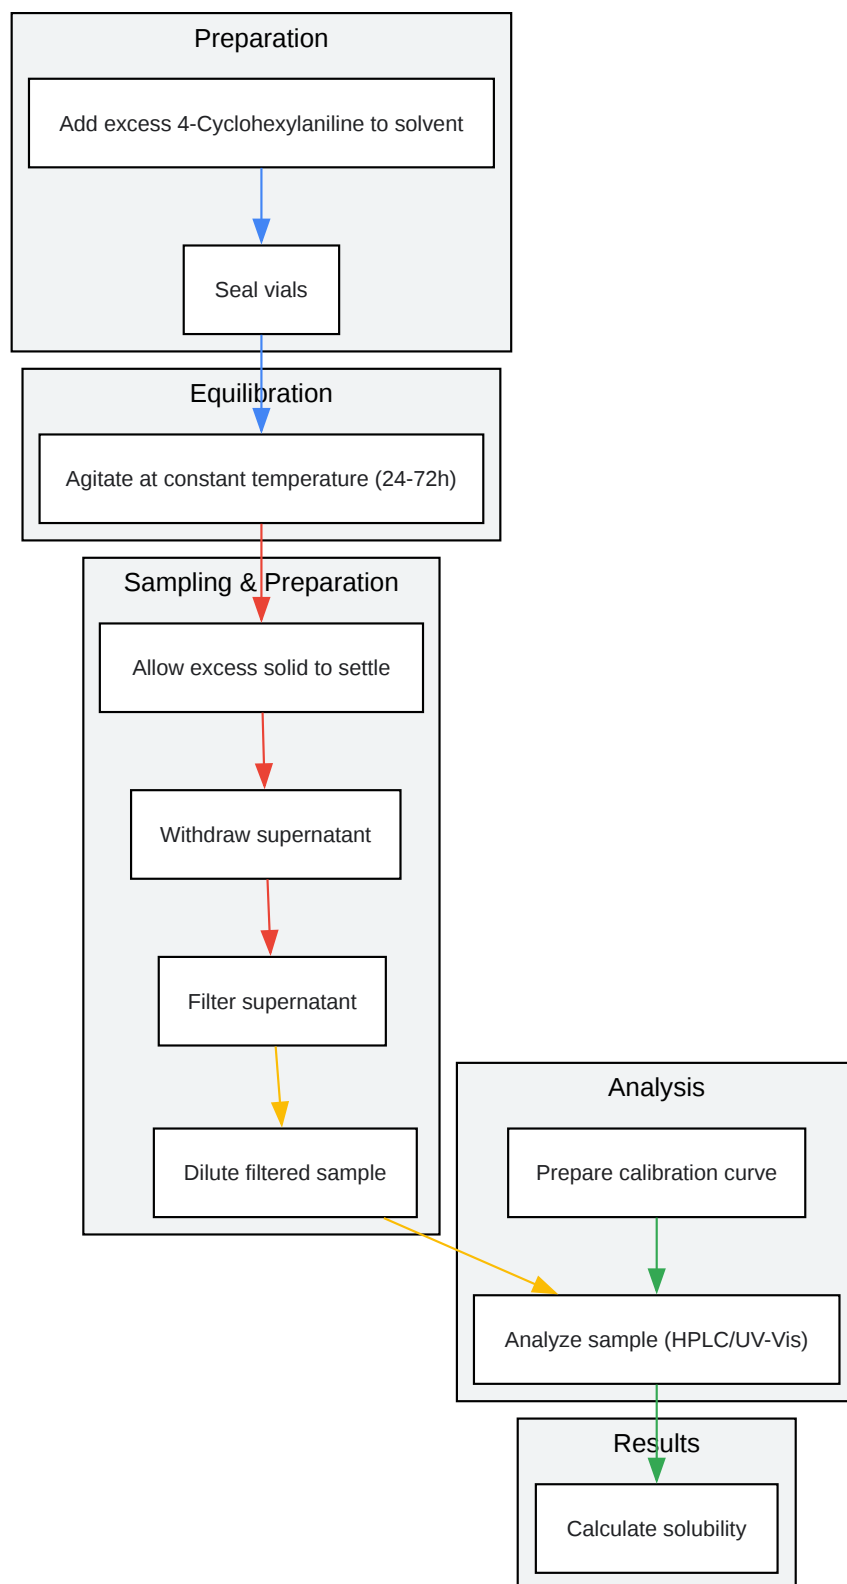 Preparation
Add excess 4-Cyclohexylaniline to solvent
Seal vials
Equilibration
Agitate at constant temperature (24-72h)
Sampling & Preparation
Allow excess solid to settle
Withdraw supernatant
Filter supernatant
Dilute filtered sample
Analysis
Prepare calibration curve
Analyze sample (HPLC/UV-Vis)
Results
Calculate solubility